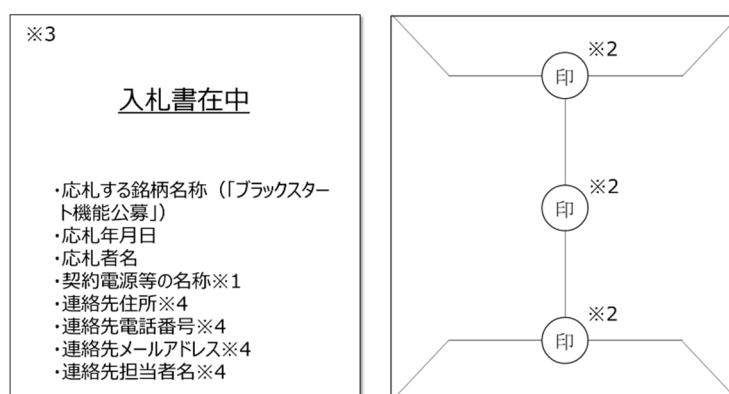 ※3
入札書在中
・応札する銘柄名称（「ブラックスター
ト機能公募」）
・応札年月日
・応札者名
・契約電源等の名称※1
・連絡先住所※4
・連絡先電話番号※4
・連絡先メールアドレス※4
・連絡先担当者名※4
※2
印
※2
印
※2
印